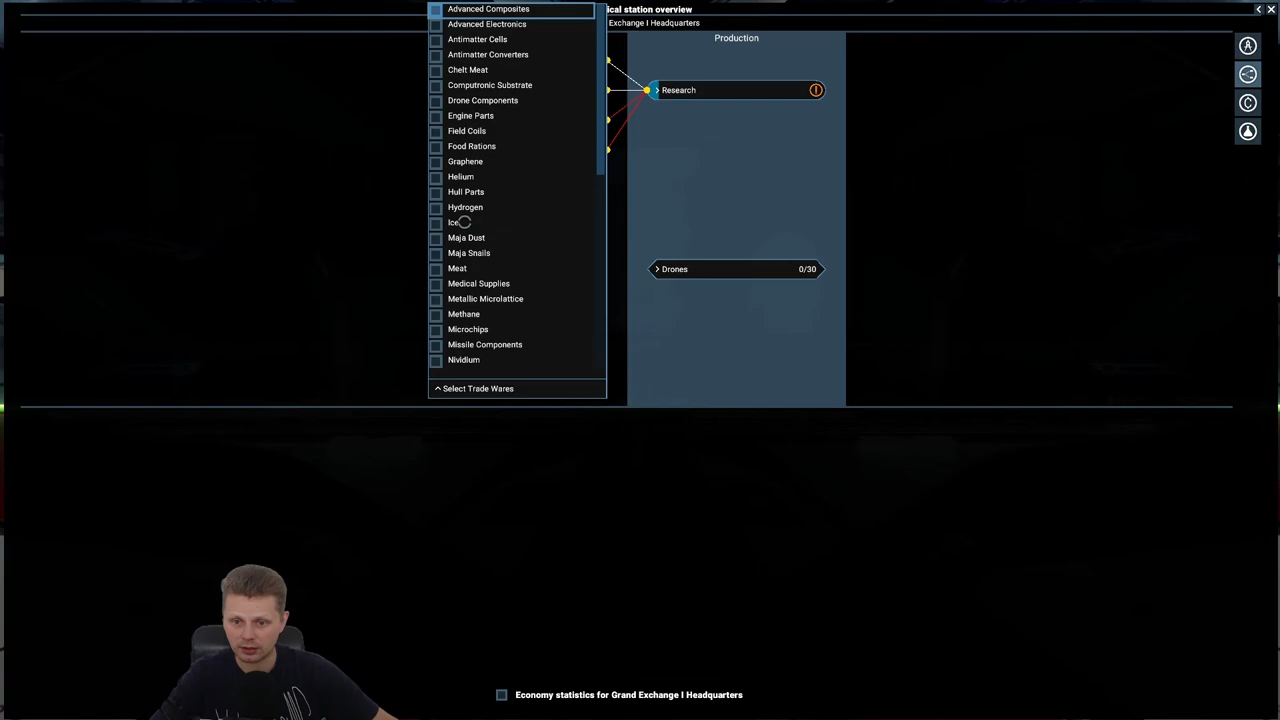 ical station overview
Exchange I Headquarters
Advanced Composites
Advanced Electronics
Antimatter Cells
Antimatter Converters
Chelt Meat
Computronic Substrate
Drone Components
Engine Parts
Field Coils
Food Rations
Graphene
Helium
Hull Parts
Hydrogen
Ice
Maja Dust
Maja Snails
Meat
Medical Supplies
Metallic Microlattice
Methane
Microchips
Missile Components
Nividium
Select Trade Wares
Production
Research
Drones 0/30
Economy statistics for Grand Exchange I Headquarters